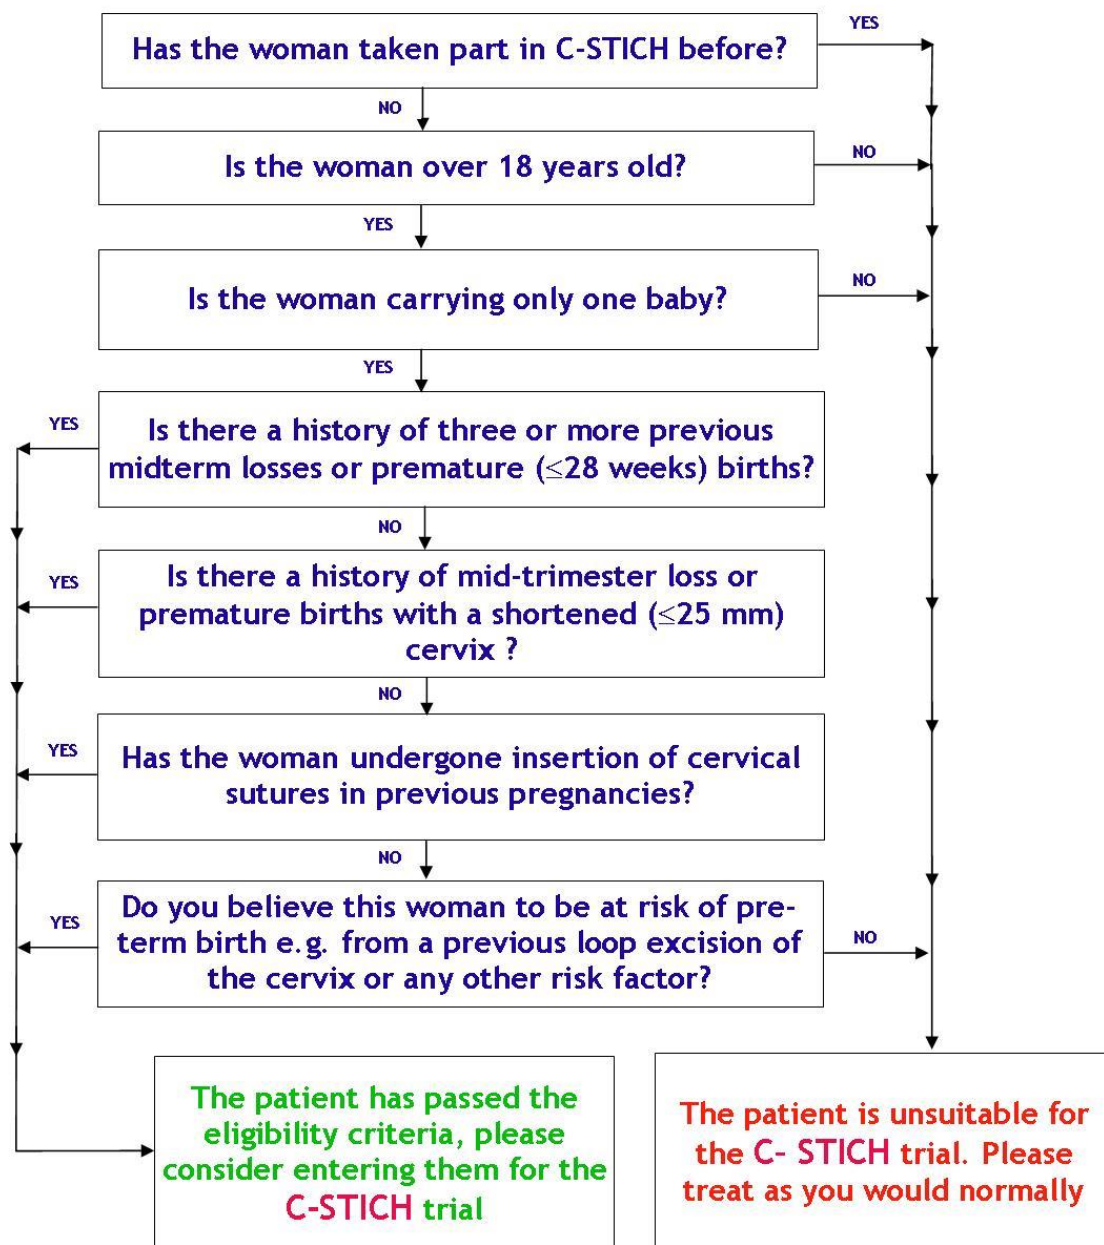 Has the woman taken part in C-STICH before?
YES
NO
Is the woman over 18 years old?
NO
YES
Is the woman carrying only one baby?
NO
YES
YES
Is there a history of three or more previous
midterm losses or premature (≤28 weeks) births?
NO
YES
Is there a history of mid-trimester loss or
premature births with a shortened (≤25 mm)
cervix ?
NO
YES
Has the woman undergone insertion of cervical
sutures in previous pregnancies?
NO
YES
Do you believe this woman to be at risk of pre-
term birth e.g. from a previous loop excision of
the cervix or any other risk factor?
NO
The patient has passed the
eligibility criteria, please
consider entering them for the
C-STICH trial
The patient is unsuitable for
the C- STICH trial. Please
treat as you would normally